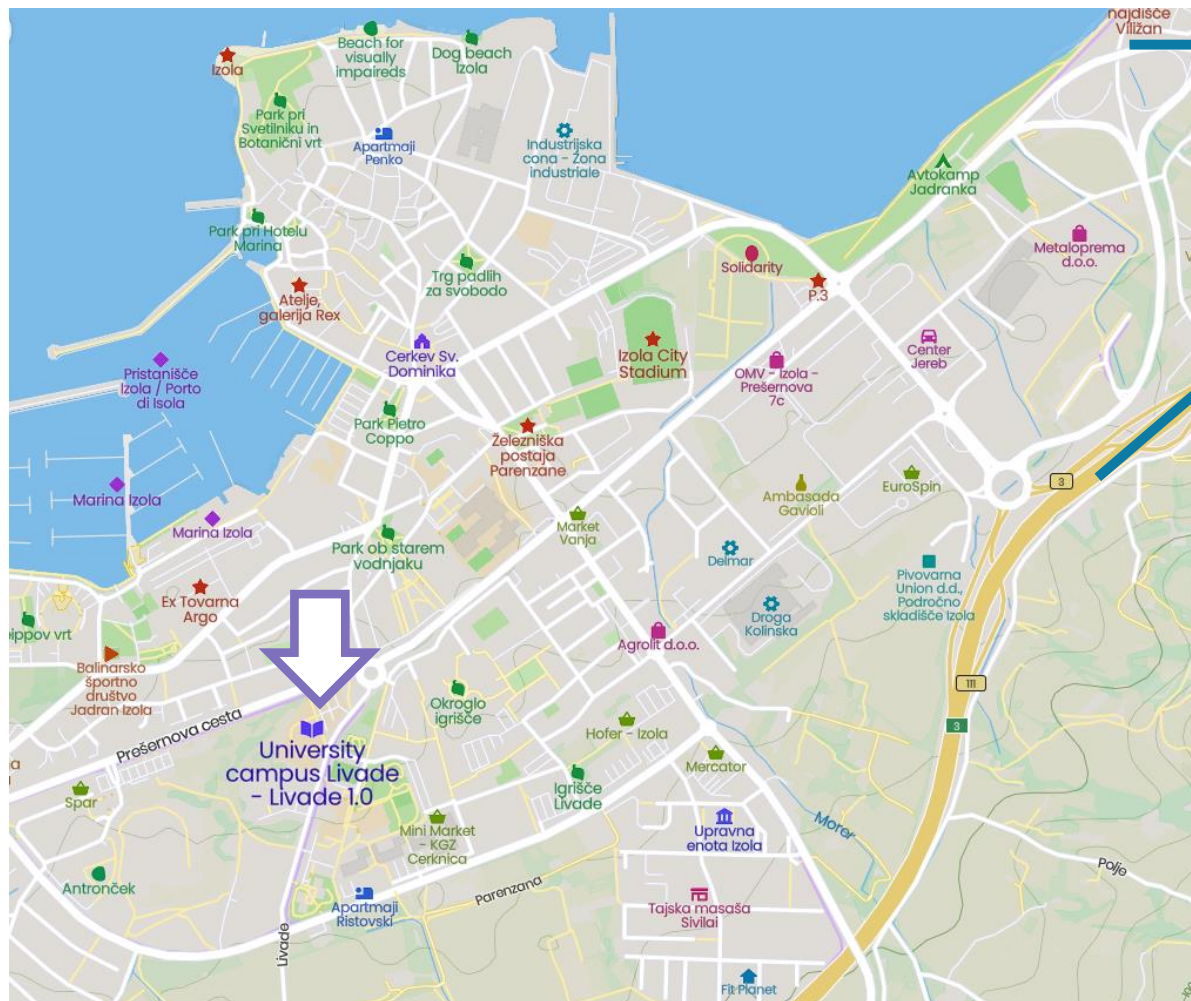 najdišče
Viližan
Izola
Beach for
visually
impaireds
Dog beach
Izola
Park pri
Svetilniku in
Botanični vrt
Apartmaji
Penko
Industrijska
cona - Zona
industriale
Avtokamp
Jadranka
Park pri Hotelu
Marina
Metaloprema
d.o.o.
Trg padlih
za svobodo
Solidarity
P.3
Atelje,
galerija Rex
Cerkev Sv.
Dominika
Izola City
Stadium
OMV - Izola -
Prešernova
7c
Center
Jereb
Pristanišče
Izola / Porto
di Isola
Park Pietro
Coppo
Železniška
postaja
Parenzane
Marina Izola
Ambasada
Gavioli
EuroSpin
3
Marina Izola
Market
Vanja
Park ob starem
vodnjaku
Delmar
Pivovarna
Union d.d.,
Področno
skladišče Izola
Ex Tovarna
Argo
Droga
Kolinska
eippov vrt
Agrolit d.o.o.
Balinarsko
športno
društvo
Jadran Izola
111
Okroglo
igrišče
3
Prešernova cesta
Hofer - Izola
University
campus Livade
- Livade 1.0
Mercator
Spar
Igrišče
Livade
Mini Market
- KGZ
Cerknica
Upravna
enota Izola
Morer
Polje
Antronček
Parenzana
Apartmaji
Ristovski
Tajska masaša
Sivilai
Livade
Fit Planet